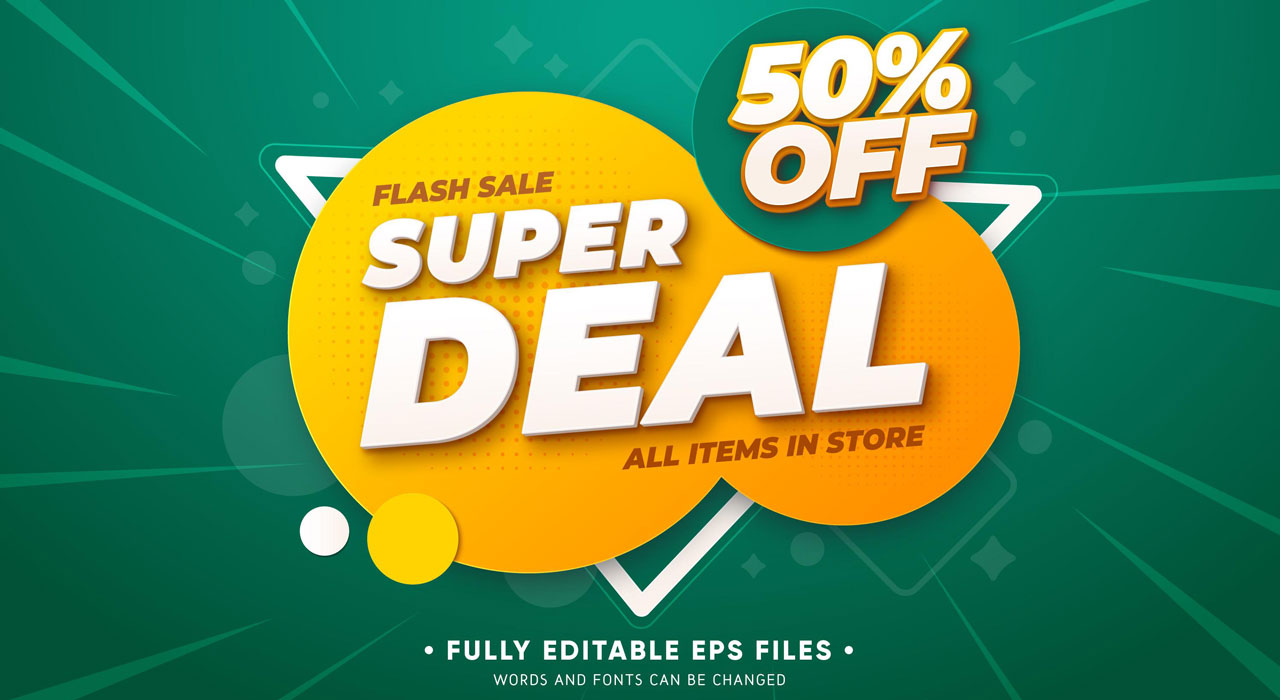 50%
OFF
FLASH SALE
SUPER
DEAL
ALL ITEMS IN STORE
• FULLY EDITABLE EPS FILES •
WORDS AND FONTS CAN BE CHANGED